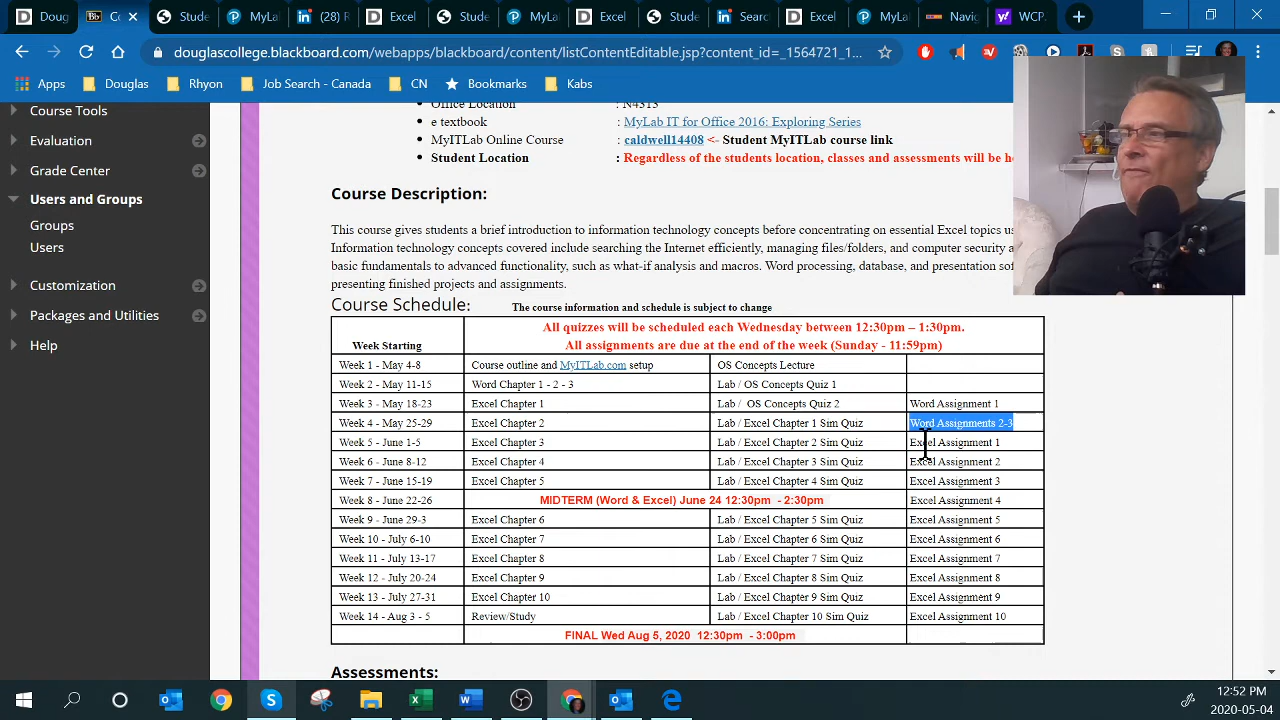 Doug
Co
Stude
MyLab
(28) R
Excel
Stude
MyLa
Excel
Stude
Searc
Excel
MyLa
Navig
WCP.
douglascollege.blackboard.com/webapps/blackboard/content/listContentEditable.jsp?content_id=_1564721_1...
Apps Douglas Rhyon Job Search - Canada CN Bookmarks Kabs
Course Tools
Evaluation
Grade Center
Users and Groups
Groups
Users
Customization
Packages and Utilities
Help
• Office Location : N4313
• e textbook : MyLab IT for Office 2016: Exploring Series
• MyITLab Online Course : caldwell14408 <- Student MyITLab course link
• Student Location : Regardless of the students location, classes and assessments will be he
Course Description:
This course gives students a brief introduction to information technology concepts before concentrating on essential Excel topics us
Information technology concepts covered include searching the Internet efficiently, managing files/folders, and computer security a
basic fundamentals to advanced functionality, such as what-if analysis and macros. Word processing, database, and presentation sof
presenting finished projects and assignments.
Course Schedule: The course information and schedule is subject to change
All quizzes will be scheduled each Wednesday between 12:30pm – 1:30pm.
Week Starting All assignments are due at the end of the week (Sunday - 11:59pm)
Week 1 - May 4-8 Course outline and MyITLab.com setup OS Concepts Lecture
Week 2 - May 11-15 Word Chapter 1 - 2 - 3 Lab / OS Concepts Quiz 1
Week 3 - May 18-23 Excel Chapter 1 Lab / OS Concepts Quiz 2 Word Assignment 1
Week 4 - May 25-29 Excel Chapter 2 Lab / Excel Chapter 1 Sim Quiz Word Assignments 2-3
Week 5 - June 1-5 Excel Chapter 3 Lab / Excel Chapter 2 Sim Quiz Excel Assignment 1
Week 6 - June 8-12 Excel Chapter 4 Lab / Excel Chapter 3 Sim Quiz Excel Assignment 2
Week 7 - June 15-19 Excel Chapter 5 Lab / Excel Chapter 4 Sim Quiz Excel Assignment 3
Week 8 - June 22-26 MIDTERM (Word & Excel) June 24 12:30pm - 2:30pm Excel Assignment 4
Week 9 - June 29-3 Excel Chapter 6 Lab / Excel Chapter 5 Sim Quiz Excel Assignment 5
Week 10 - July 6-10 Excel Chapter 7 Lab / Excel Chapter 6 Sim Quiz Excel Assignment 6
Week 11 - July 13-17 Excel Chapter 8 Lab / Excel Chapter 7 Sim Quiz Excel Assignment 7
Week 12 - July 20-24 Excel Chapter 9 Lab / Excel Chapter 8 Sim Quiz Excel Assignment 8
Week 13 - July 27-31 Excel Chapter 10 Lab / Excel Chapter 9 Sim Quiz Excel Assignment 9
Week 14 - Aug 3 - 5 Review/Study Lab / Excel Chapter 10 Sim Quiz Excel Assignment 10
FINAL Wed Aug 5, 2020 12:30pm - 3:00pm
Assessments:
12:52 PM
2020-05-04